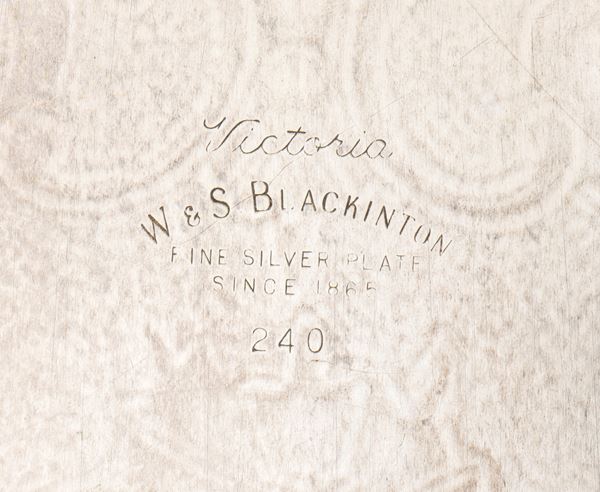 Victoria
W & S BLACKINTON
FINE SILVER PLATE
SINCE 1865
240